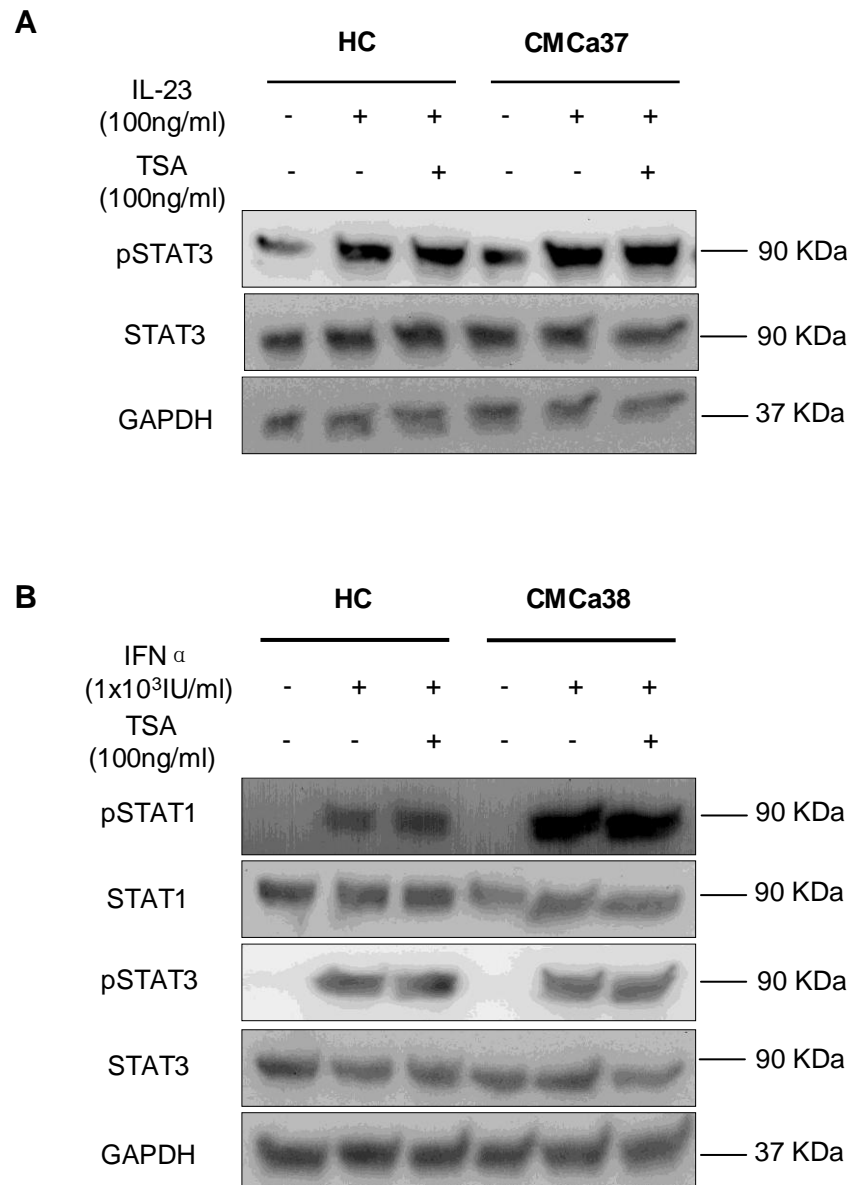 A
HC CMCa37
IL-23
(100ng/ml) - + + - + +
TSA
(100ng/ml) - - + - - +
pSTAT3 90 KDa
STAT3 90 KDa
GAPDH 37 KDa
B
HC CMCa38
IFN α
(1x10³IU/ml) - + + - + +
TSA
(100ng/ml) - - + - - +
pSTAT1 90 KDa
STAT1 90 KDa
pSTAT3 90 KDa
STAT3 90 KDa
GAPDH 37 KDa